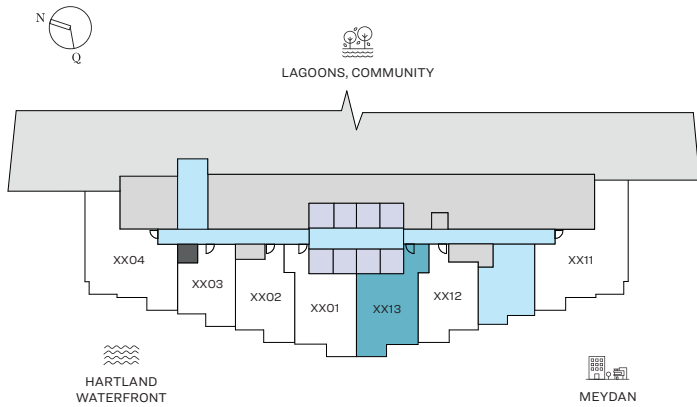 N
Q
LAGOONS, COMMUNITY
XX04
XX03
XX02
XX01
XX13
XX12
XX11
HARTLAND
WATERFRONT
MEYDAN